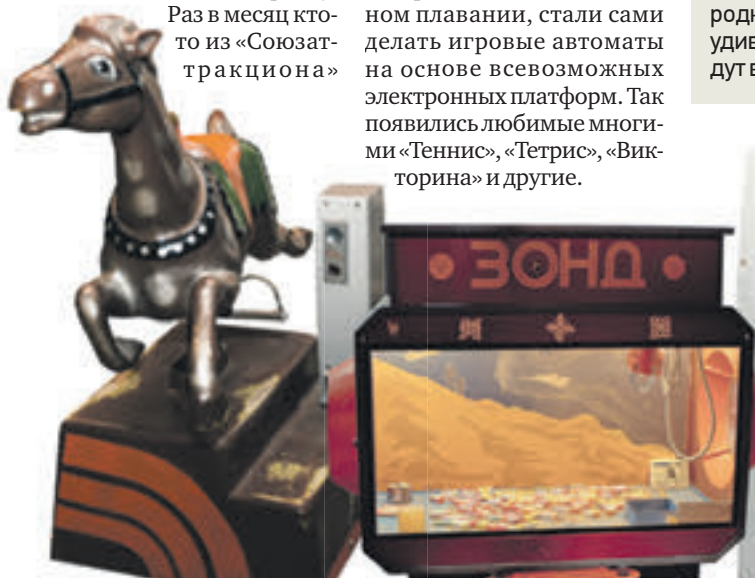 Раз в месяц кто-
то из «Союзат-
тракциона»
ном плавании, стали сами
делать игровые автоматы
на основе всевозможных
электронных платформ. Так
появились любимые многи-
ми «Теннис», «Тетрис», «Вик-
торина» и другие.
ЗОНД